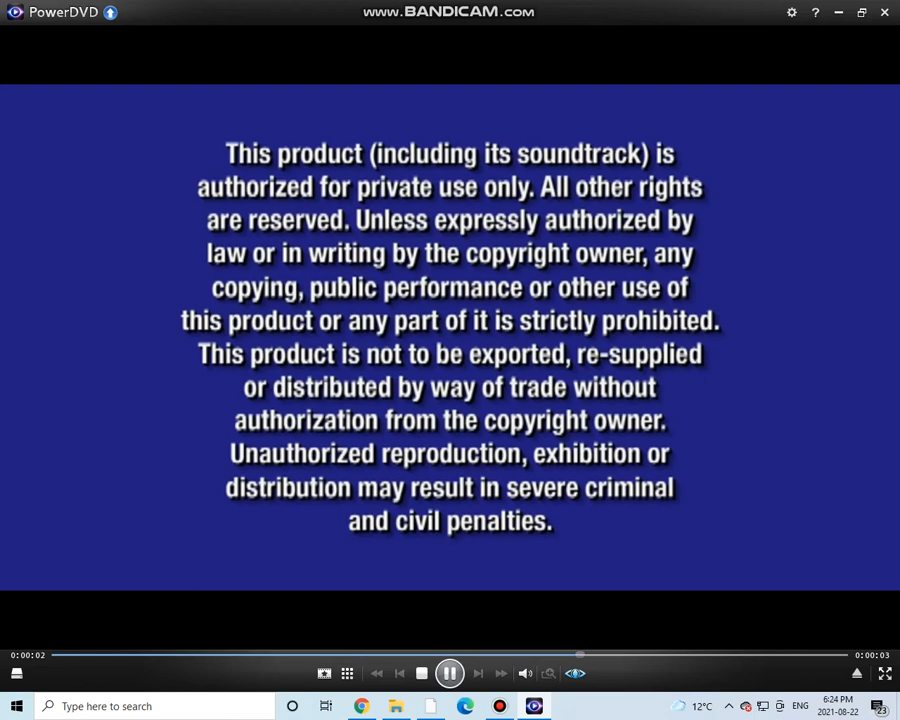 PowerDVD
www.BANDICAM.com
?
This product (including its soundtrack) is
authorized for private use only. All other rights
are reserved. Unless expressly authorized by
law or in writing by the copyright owner, any
copying, public performance or other use of
this product or any part of it is strictly prohibited.
This product is not to be exported, re-supplied
or distributed by way of trade without
authorization from the copyright owner.
Unauthorized reproduction, exhibition or
distribution may result in severe criminal
and civil penalties.
0:00:02
0:00:03
Type here to search
12°C
ENG
6:24 PM
2021-08-22
23